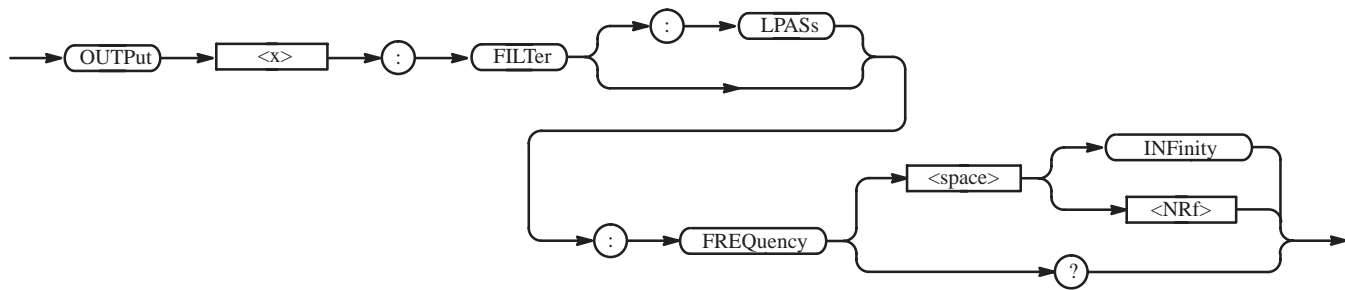 : LPASs
OUTPut <x> : FILTer
INFinity
<space>
<NRf>
: FREQuency
?